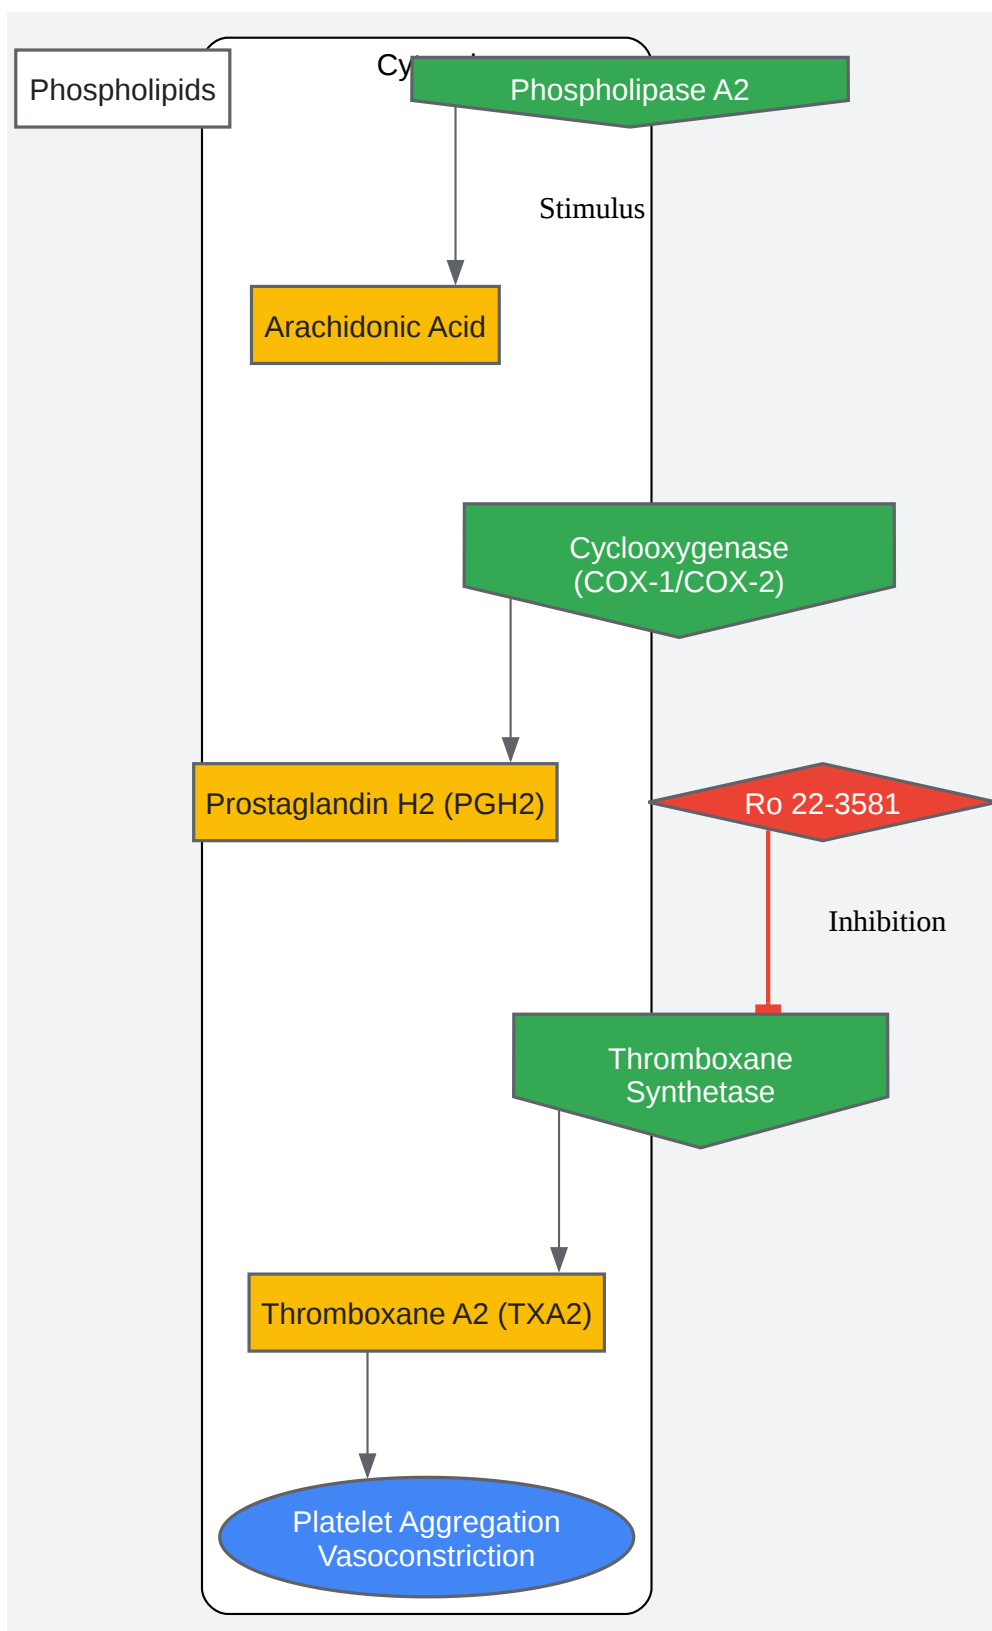 Phospholipids
Phospholipase A2
Stimulus
Arachidonic Acid
Cyclooxygenase
(COX-1/COX-2)
Prostaglandin H2 (PGH2)
Ro 22-3581
Inhibition
Thromboxane
Synthetase
Thromboxane A2 (TXA2)
Platelet Aggregation
Vasoconstriction